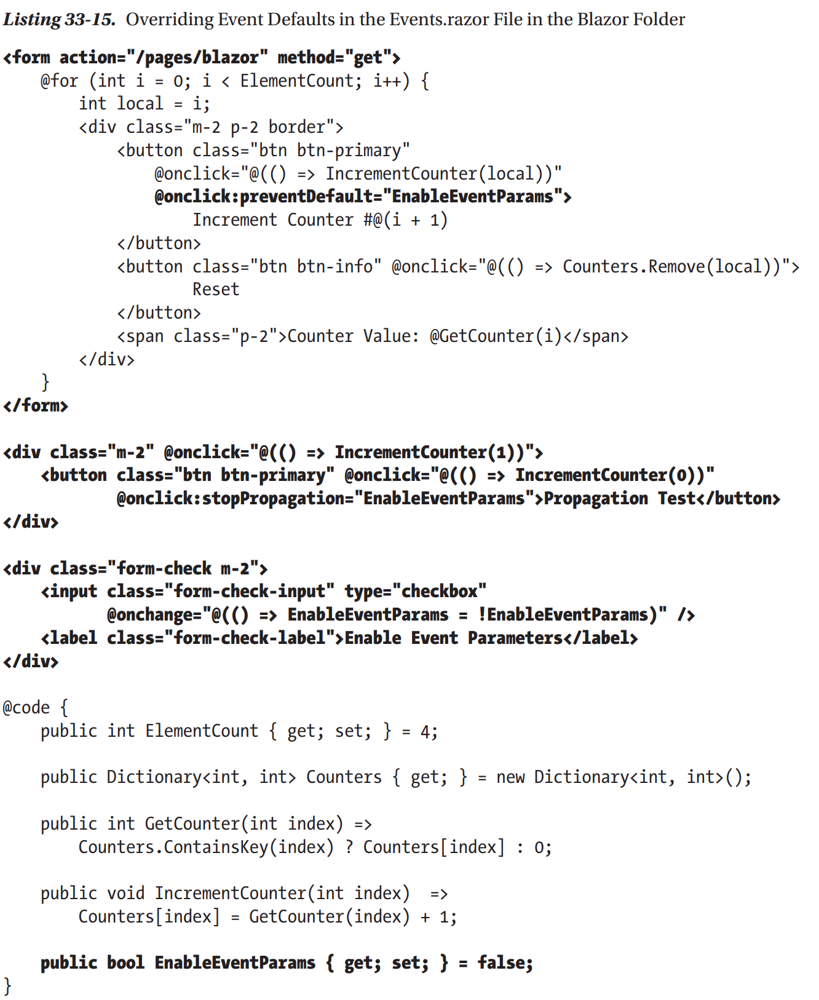 Listing 33-15. Overriding Event Defaults in the Events.razor File in the Blazor Folder
<form action="/pages/blazor" method="get">
    @for (int i = 0; i < ElementCount; i++) {
        int local = i;
        <div class="m-2 p-2 border">
            <button class="btn btn-primary"
                @onclick="@(() => IncrementCounter(local))"
                @onclick:preventDefault="EnableEventParams">
                    Increment Counter #@(i + 1)
            </button>
            <button class="btn btn-info" @onclick="@(() => Counters.Remove(local))">
                    Reset
            </button>
            <span class="p-2">Counter Value: @GetCounter(i)</span>
        </div>
    }
</form>

<div class="m-2" @onclick="@(() => IncrementCounter(1))">
    <button class="btn btn-primary" @onclick="@(() => IncrementCounter(0))"
            @onclick:stopPropagation="EnableEventParams">Propagation Test</button>
</div>

<div class="form-check m-2">
    <input class="form-check-input" type="checkbox"
           @onchange="@(() => EnableEventParams = !EnableEventParams)" />
    <label class="form-check-label">Enable Event Parameters</label>
</div>

@code {
    public int ElementCount { get; set; } = 4;

    public Dictionary<int, int> Counters { get; } = new Dictionary<int, int>();

    public int GetCounter(int index) =>
        Counters.ContainsKey(index) ? Counters[index] : 0;

    public void IncrementCounter(int index)  =>
        Counters[index] = GetCounter(index) + 1;

    public bool EnableEventParams { get; set; } = false;
}